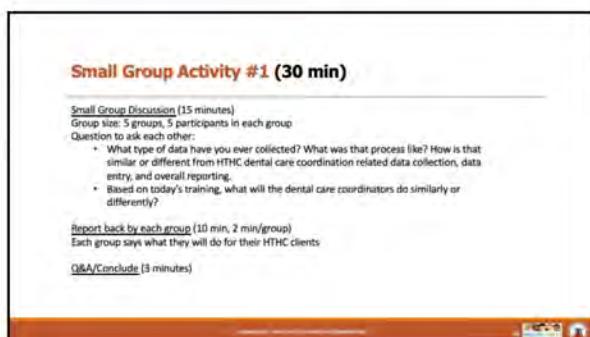 Small Group Activity #1 (30 min)
Small Group Discussion (15 minutes)
Group size: 5 groups, 5 participants in each group
Question to ask each other:
• What type of data have you ever collected? What was that process like? How is that
similar or different from HTHC dental care coordination related data collection, data
entry, and overall reporting.
• Based on today's training, what will the dental care coordinators do similarly or
differently?
Report back by each group (10 min, 2 min/group)
Each group says what they will do for their HTHC clients
Q&A/Conclude (3 minutes)